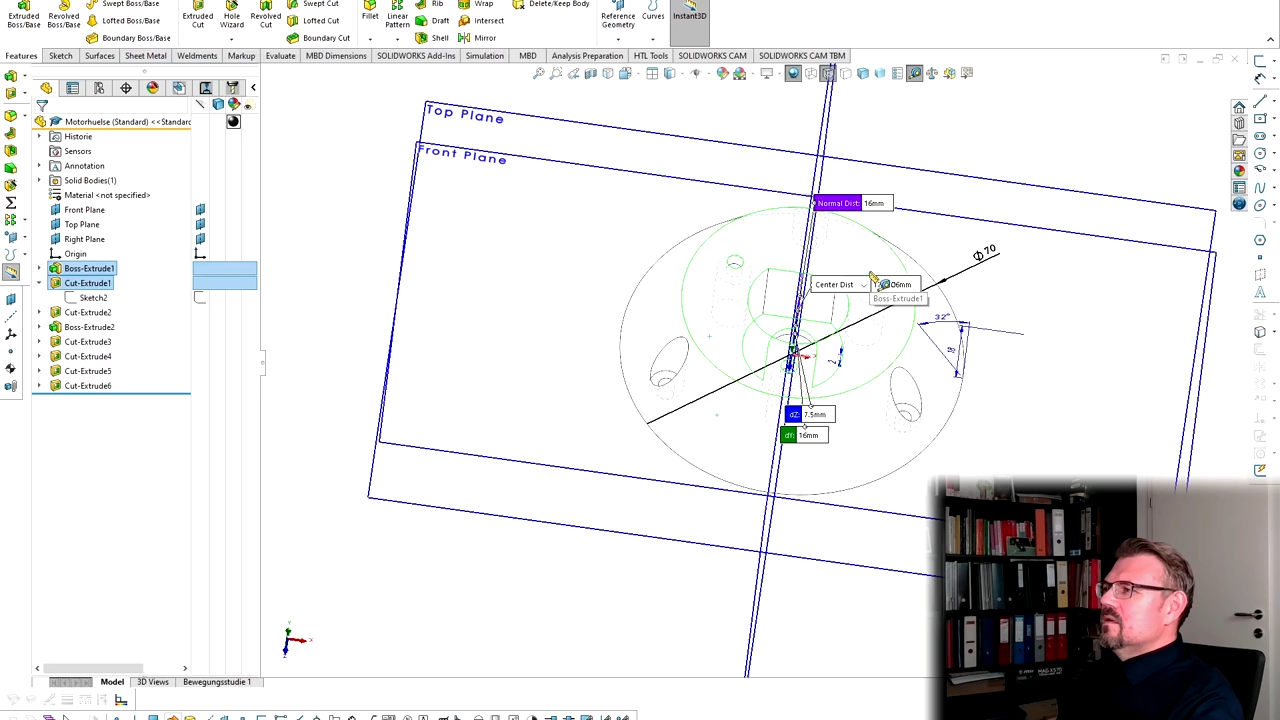 Extruded Boss/Base
Revolved Boss/Base
Swept Boss/Base
Lofted Boss/Base
Boundary Boss/Base
Extruded Cut
Hole Wizard
Revolved Cut
Swept Cut
Lofted Cut
Boundary Cut
Fillet
Linear Pattern
Rib
Draft
Shell
Wrap
Intersect
Mirror
Delete/Keep Body
Reference Geometry
Curves
Instant3D
Features Sketch Surfaces Sheet Metal Weldments Markup Evaluate MBD Dimensions SOLIDWORKS Add-Ins Simulation MBD Analysis Preparation HTL Tools SOLIDWORKS CAM SOLIDWORKS CAM TBM
Motorhuelse (Standard) <<Standard
Historie
Sensors
Annotation
Solid Bodies(1)
Material <not specified>
Front Plane
Top Plane
Right Plane
Origin
Boss-Extrude1
Cut-Extrude1
Sketch2
Cut-Extrude2
Boss-Extrude2
Cut-Extrude3
Cut-Extrude4
Cut-Extrude5
Cut-Extrude6
Top Plane
Front Plane
Normal Dist: 16mm
Ø70
Center Dist
06mm
Boss-Extrude1
32°
2
dZ: 7.5mm
dY: 16mm
Y
X
Z
Model 3D Views Bewegungsstudie 1
MAG X570